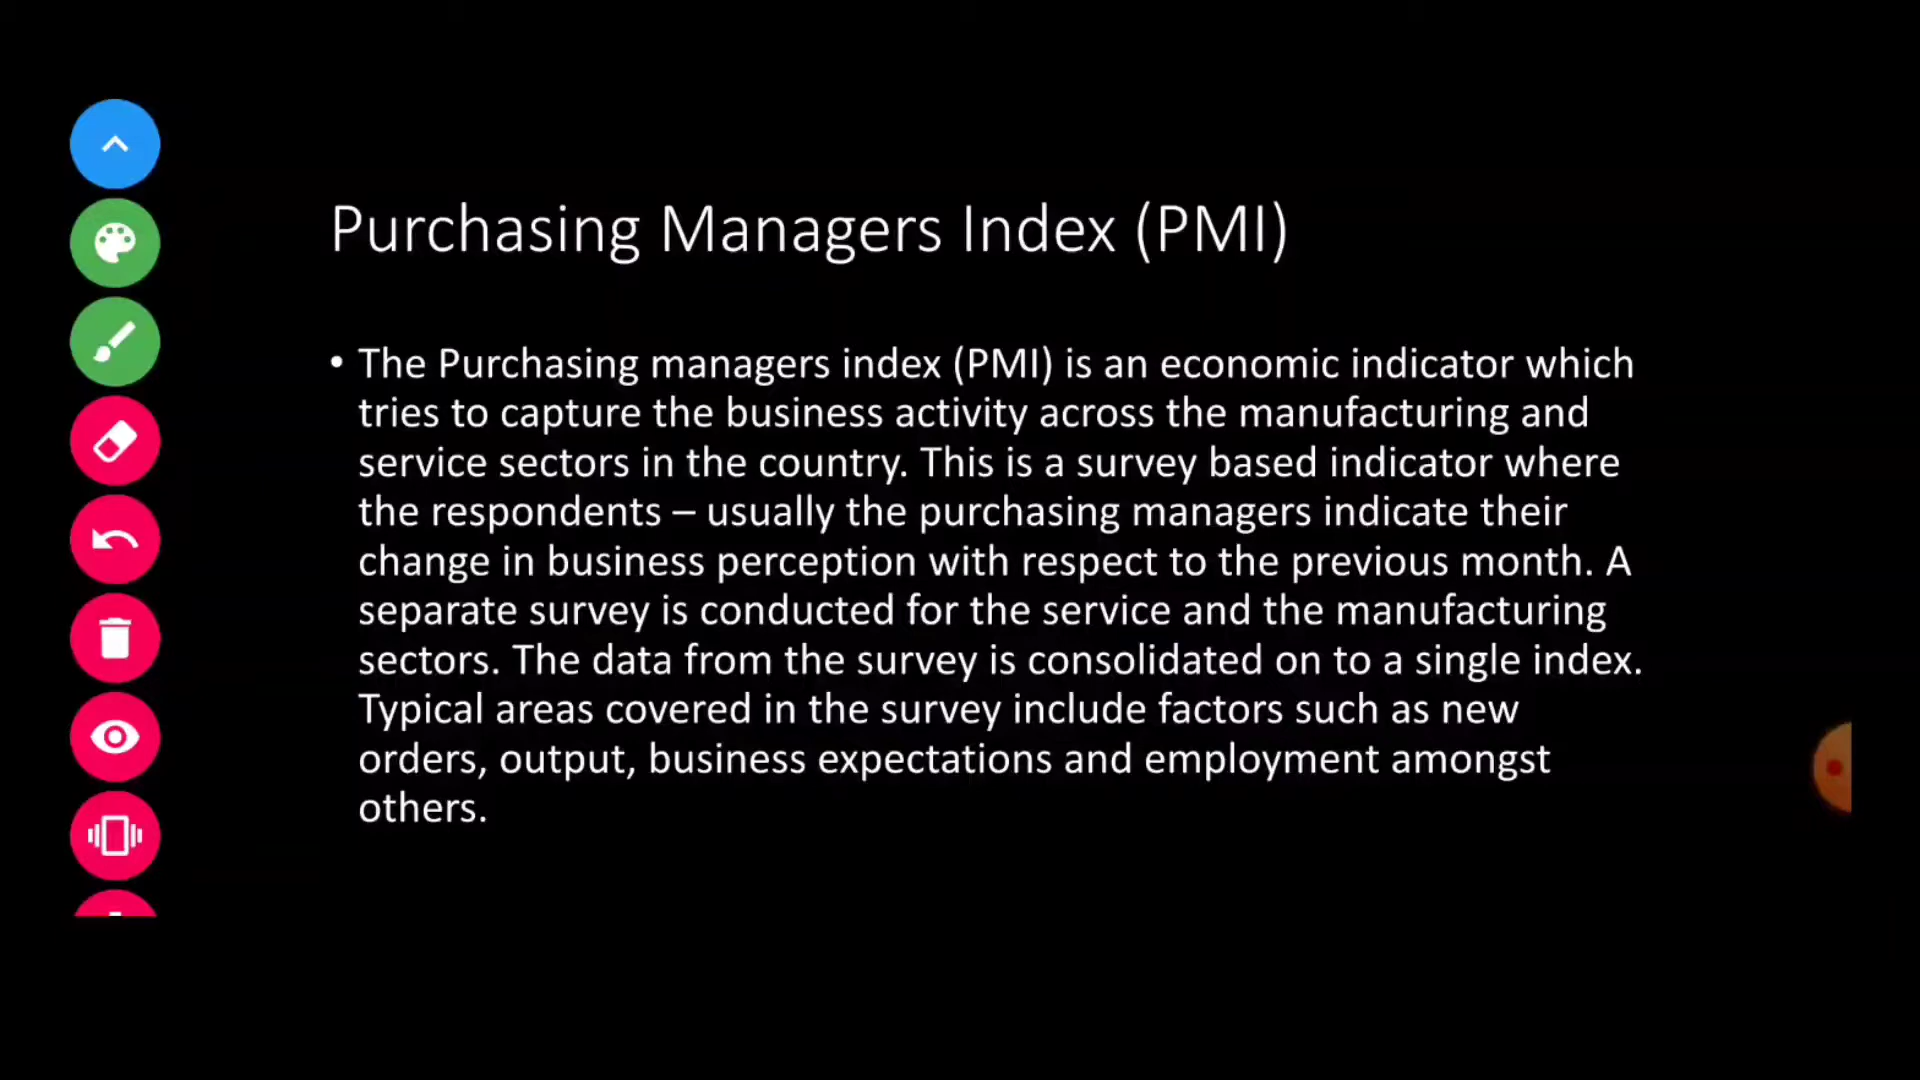 Purchasing Managers Index (PMI)
• The Purchasing managers index (PMI) is an economic indicator which
tries to capture the business activity across the manufacturing and
service sectors in the country. This is a survey based indicator where
the respondents – usually the purchasing managers indicate their
change in business perception with respect to the previous month. A
separate survey is conducted for the service and the manufacturing
sectors. The data from the survey is consolidated on to a single index.
Typical areas covered in the survey include factors such as new
orders, output, business expectations and employment amongst
others.